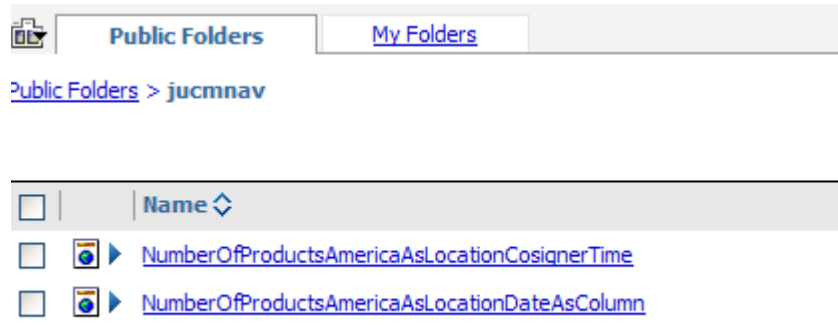 Public Folders My Folders
Public Folders > jucmnav
Name
NumberOfProductsAmericaAsLocationCosignerTime
NumberOfProductsAmericaAsLocationDateAsColumn